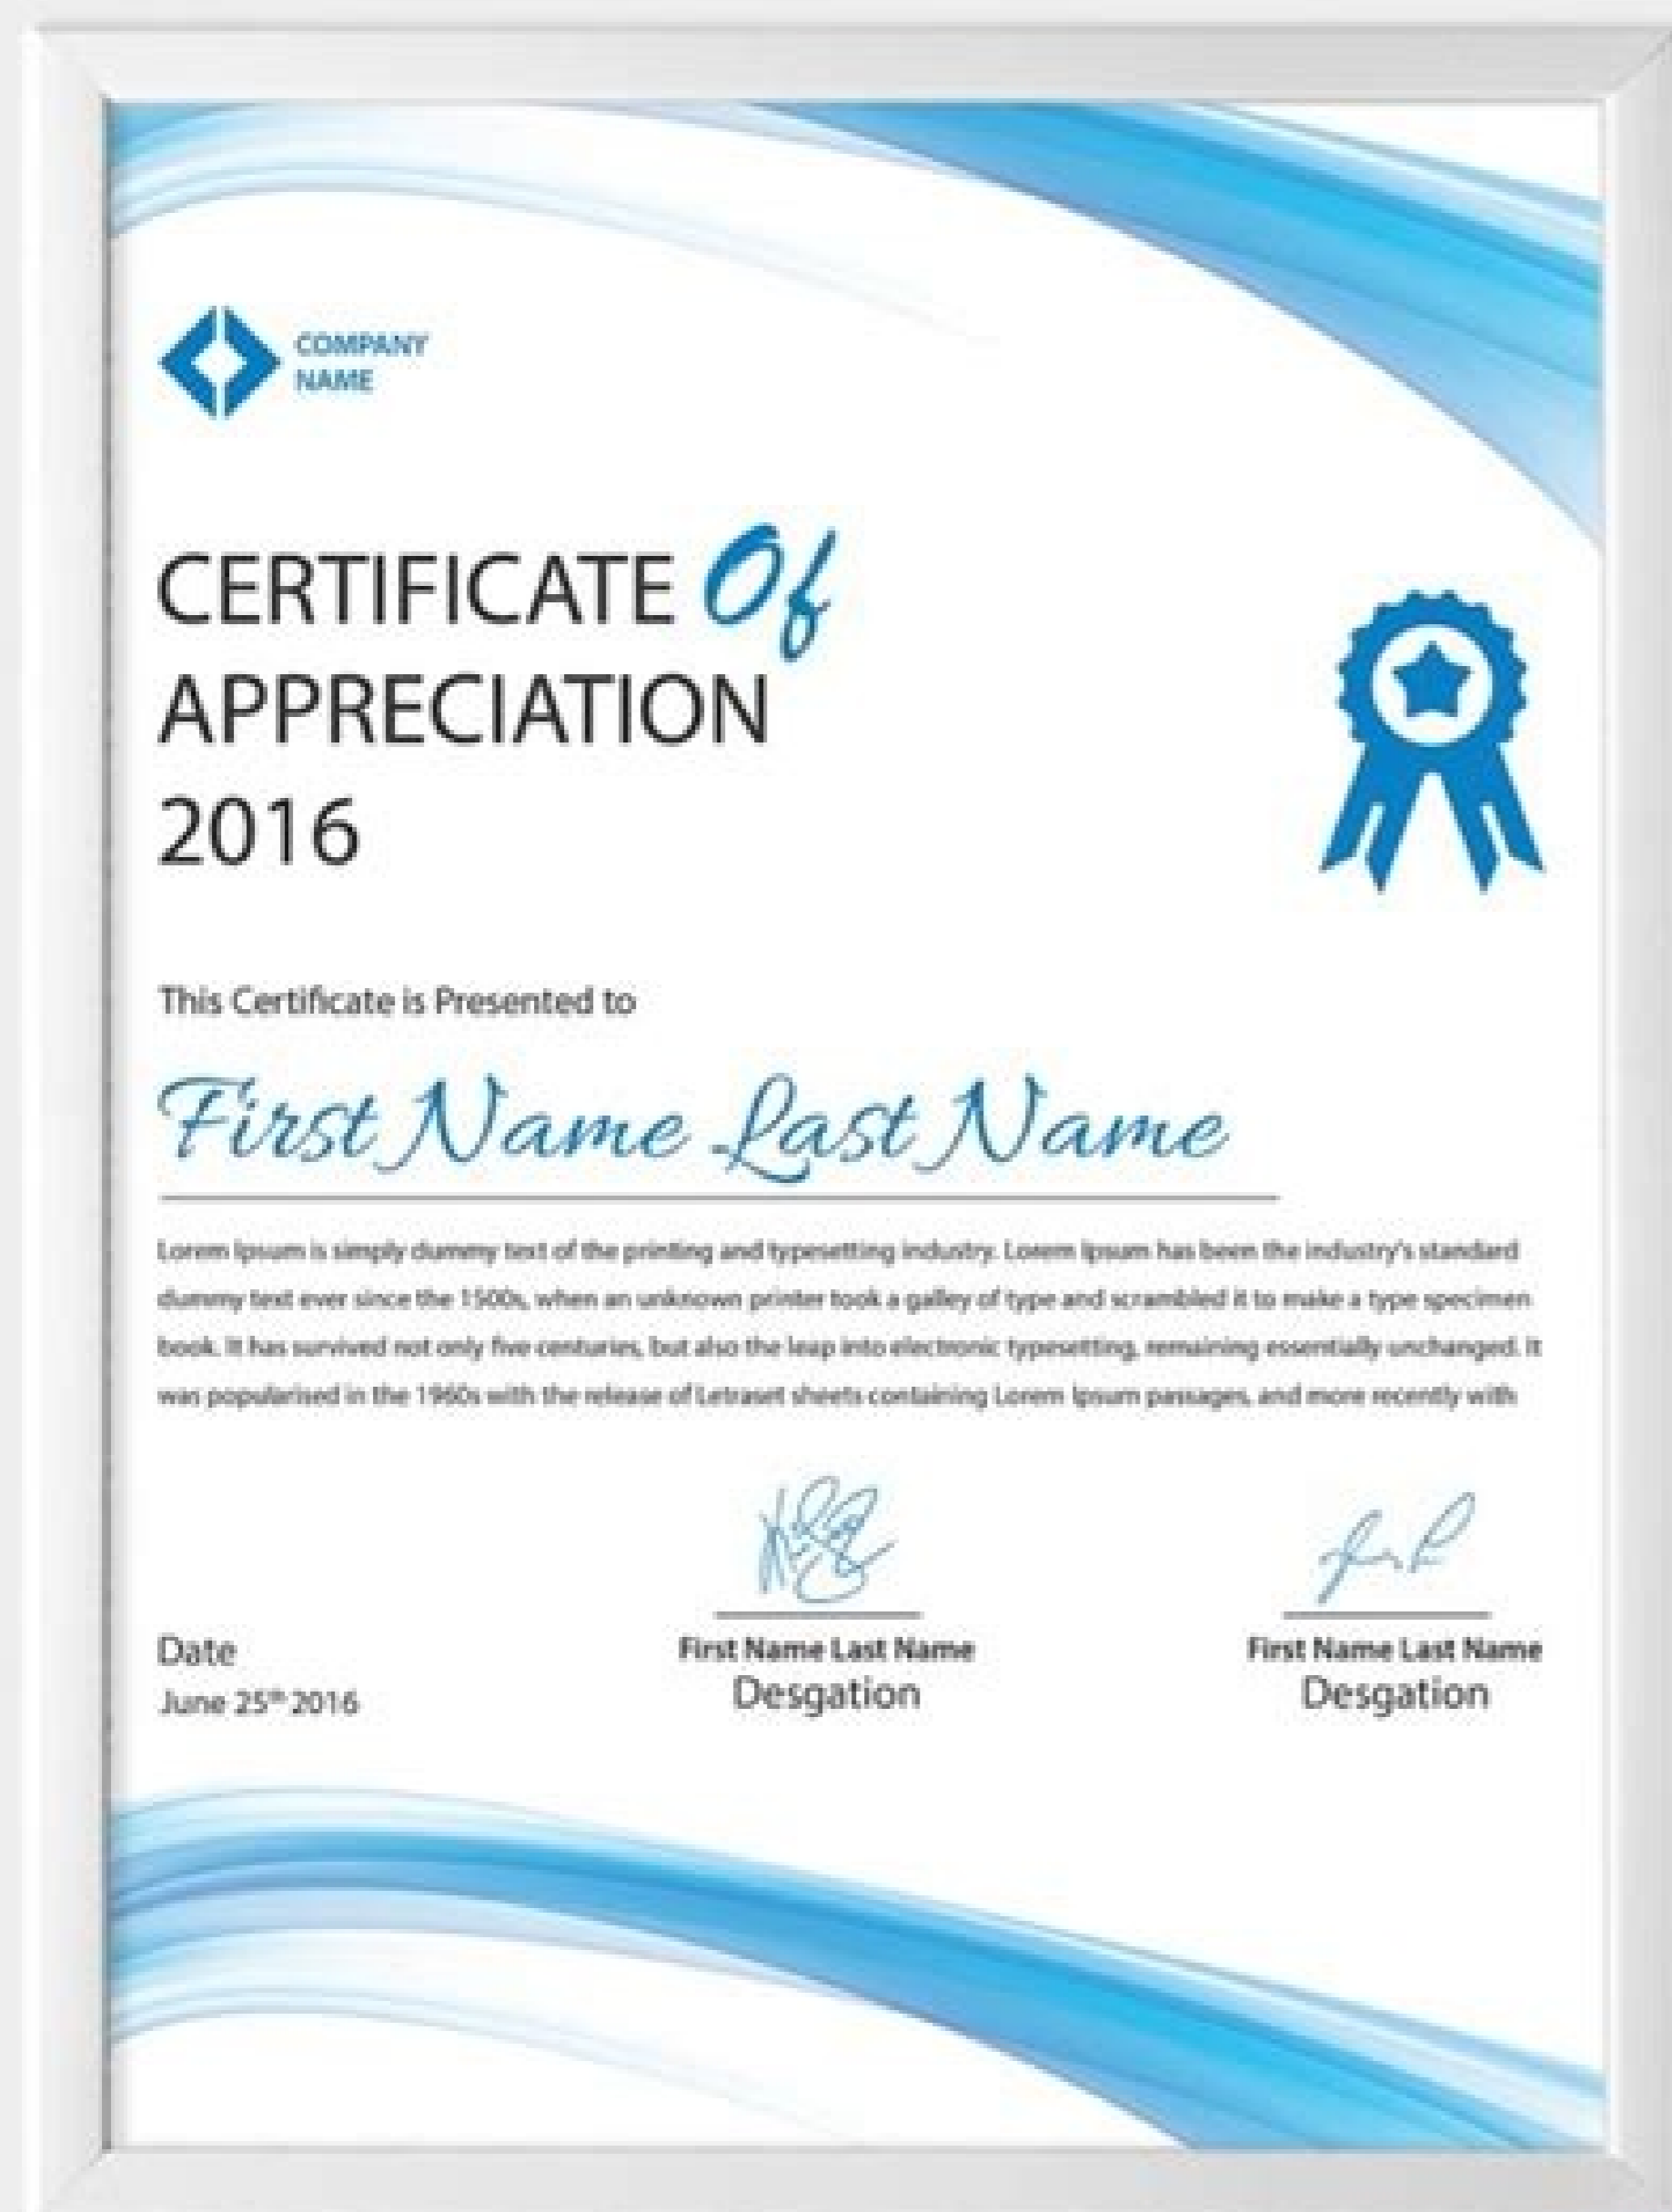 COMPANY
NAME
CERTIFICATE Of
APPRECIATION
2016
This Certificate is Presented to
First Name Last Name
Lorem Ipsum is simply dummy text of the printing and typesetting industry. Lorem Ipsum has been the industry's standard
dummy text ever since the 1500s, when an unknown printer took a galley of type and scrambled it to make a type specimen
book. It has survived not only five centuries, but also the leap into electronic typesetting, remaining essentially unchanged. It
was popularised in the 1960s with the release of Letraset sheets containing Lorem Ipsum passages, and more recently with
Date
June 25th 2016
First Name Last Name
Desgation
First Name Last Name
Desgation